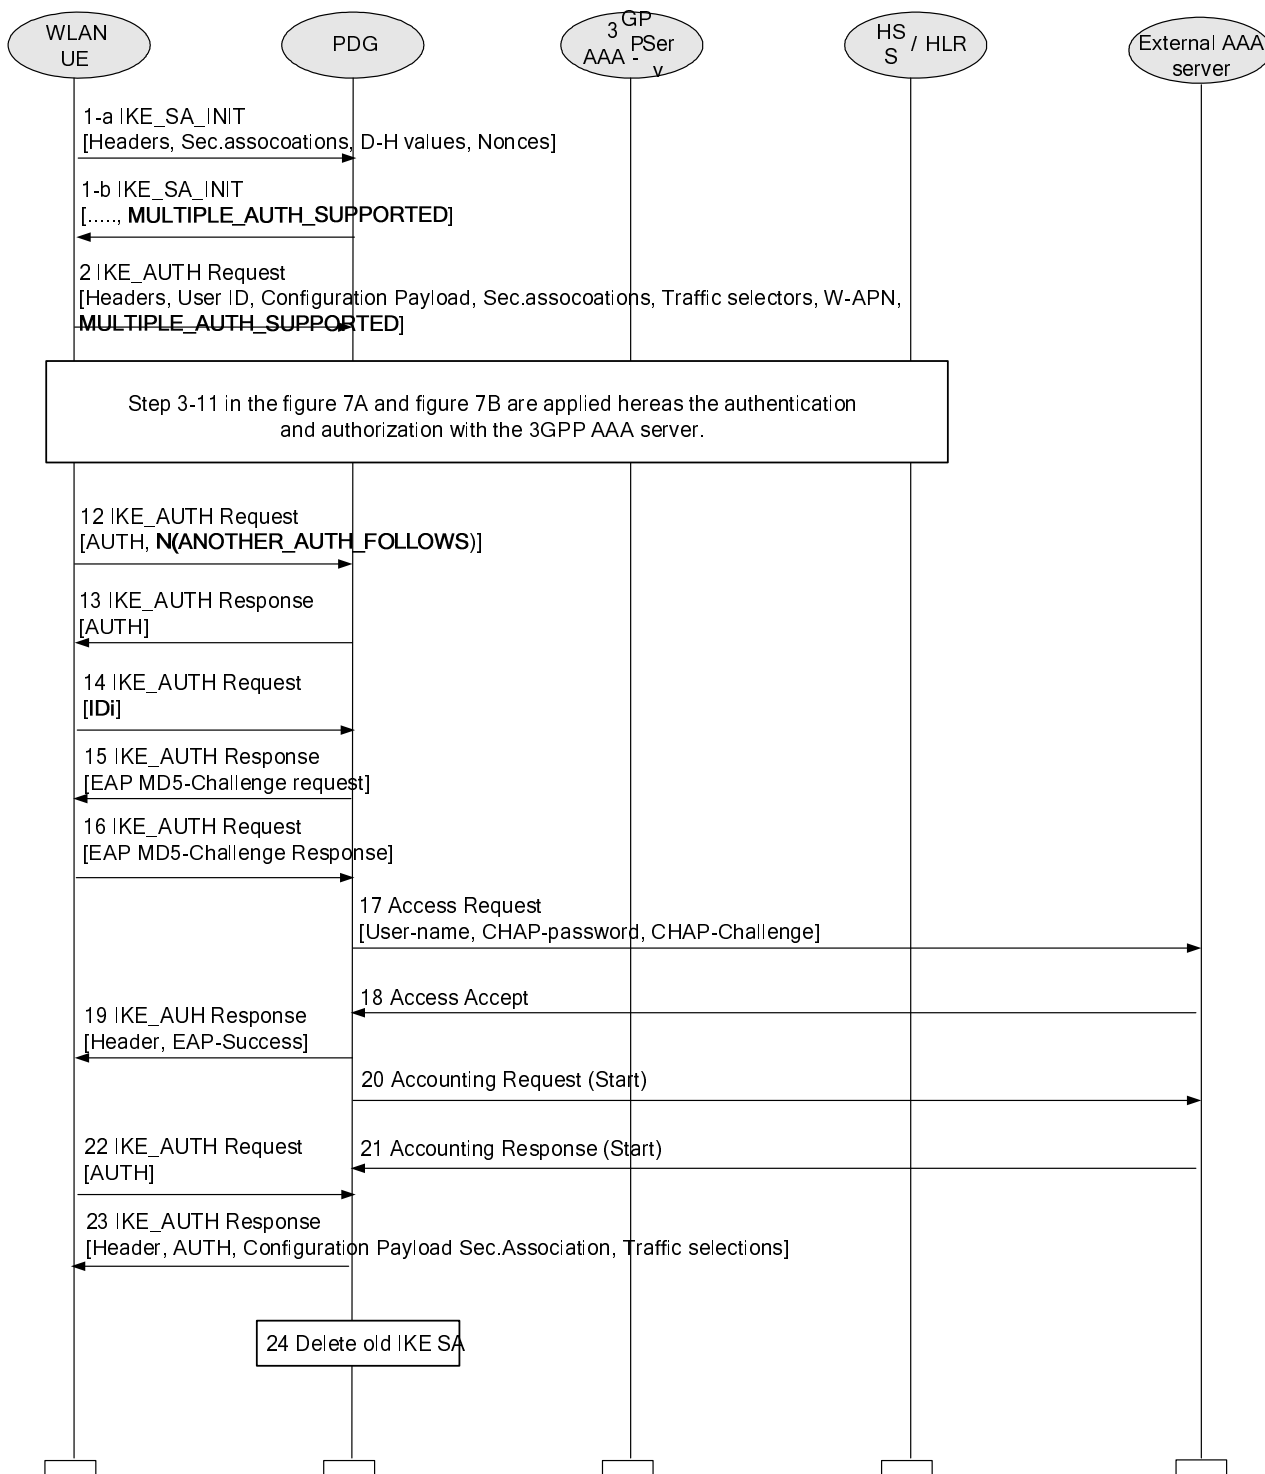 WLAN
UE
PDG
3 GP
AAA PSer
- v
HS
S / HLR
External AAA
server
1-a IKE_SA_INIT
[Headers, Sec.assocoations, D-H values, Nonces]
1-b IKE_SA_INIT
[....., MULTIPLE_AUTH_SUPPORTED]
2 IKE_AUTH Request
[Headers, User ID, Configuration Payload, Sec.assocoations, Traffic selectors, W-APN,
MULTIPLE_AUTH_SUPPORTED]
Step 3-11 in the figure 7A and figure 7B are applied hereas the authentication
and authorization with the 3GPP AAA server.
12 IKE_AUTH Request
[AUTH, N(ANOTHER_AUTH_FOLLOWS)]
13 IKE_AUTH Response
[AUTH]
14 IKE_AUTH Request
[IDi]
15 IKE_AUTH Response
[EAP MD5-Challenge request]
16 IKE_AUTH Request
[EAP MD5-Challenge Response]
17 Access Request
[User-name, CHAP-password, CHAP-Challenge]
18 Access Accept
19 IKE_AUH Response
[Header, EAP-Success]
20 Accounting Request (Start)
22 IKE_AUTH Request
[AUTH]
21 Accounting Response (Start)
23 IKE_AUTH Response
[Header, AUTH, Configuration Payload Sec.Association, Traffic selections]
24 Delete old IKE SA